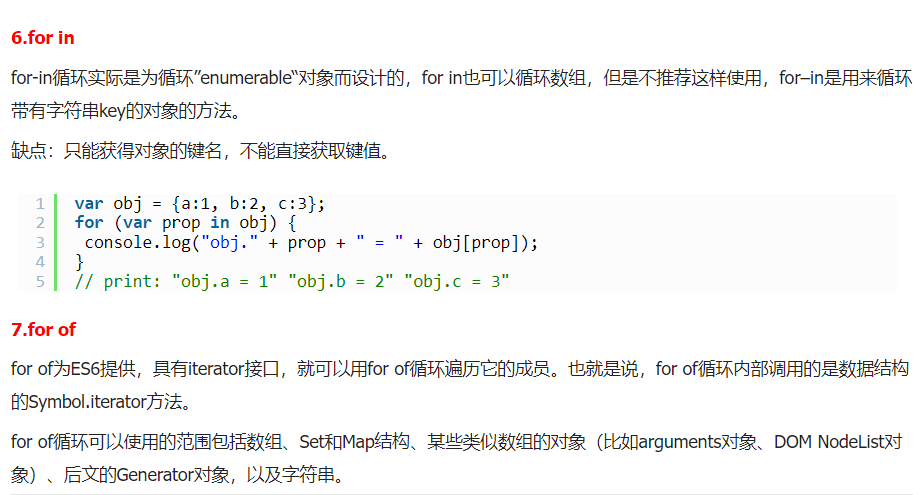 6.for in
for-in循环实际是为循环”enumerable“对象而设计的，for in也可以循环数组，但是不推荐这样使用，for–in是用来循环
带有字符串key的对象的方法。
缺点：只能获得对象的键名，不能直接获取键值。
1 var obj = {a:1, b:2, c:3};
2 for (var prop in obj) {
3  console.log("obj." + prop + " = " + obj[prop]);
4 }
5 // print: "obj.a = 1" "obj.b = 2" "obj.c = 3"
7.for of
for of为ES6提供，具有iterator接口，就可以用for of循环遍历它的成员。也就是说，for of循环内部调用的是数据结构
的Symbol.iterator方法。
for of循环可以使用的范围包括数组、Set和Map结构、某些类似数组的对象（比如arguments对象、DOM NodeList对
象）、后文的Generator对象，以及字符串。